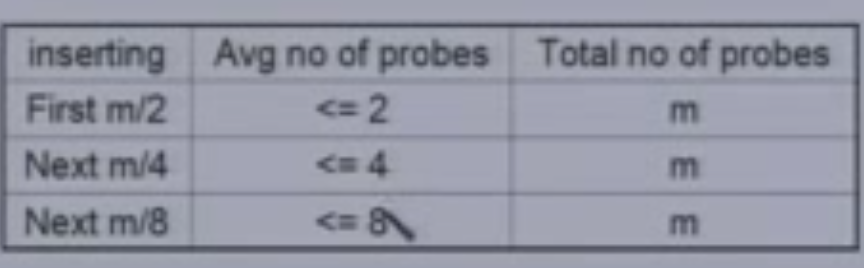 inserting Avg no of probes Total no of probes
First m/2 <= 2 m
Next m/4 <= 4 m
Next m/8 <= 8 m